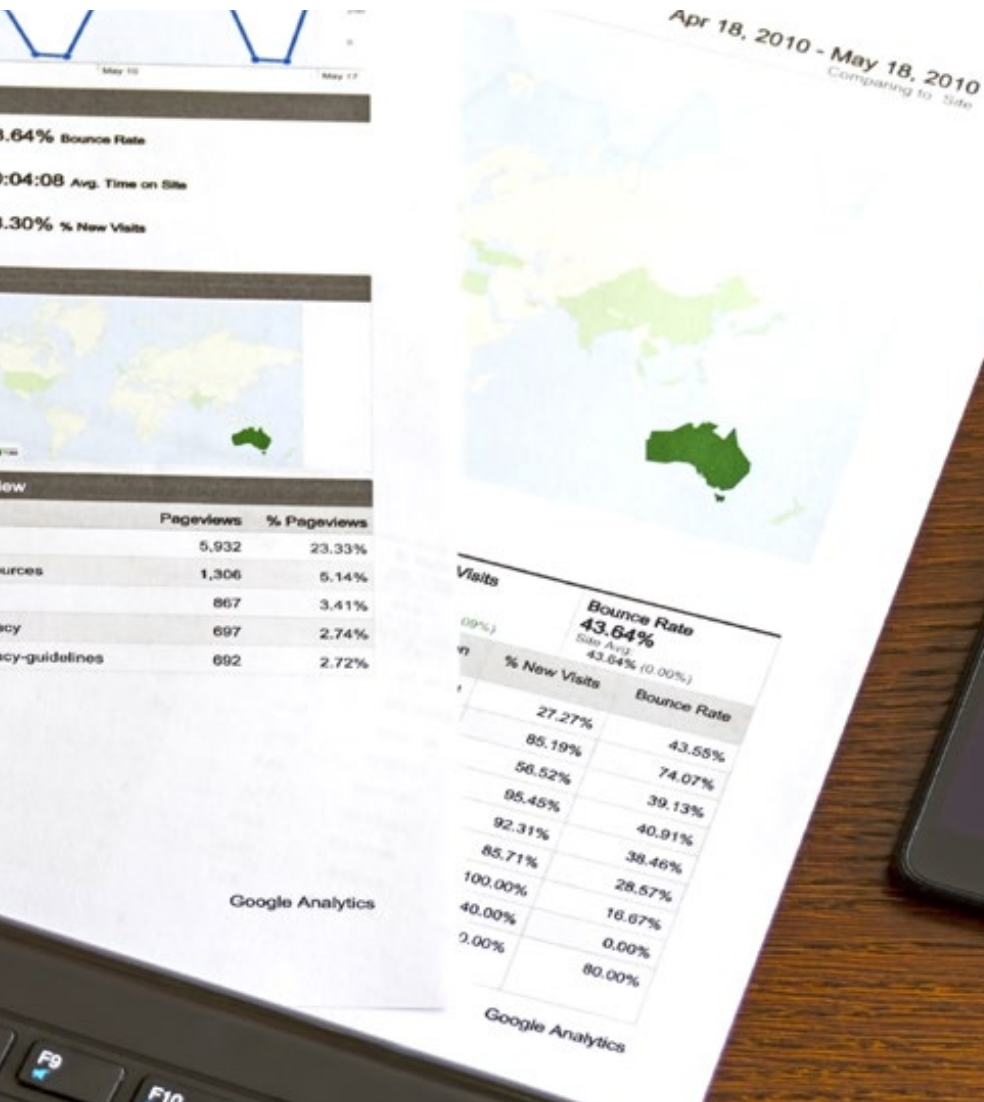 May 10 May 17
.64% Bounce Rate
:04:08 Avg. Time on Site
.30% % New Visits
ew
Pageviews % Pageviews
5,932 23.33%
urces 1,306 5.14%
867 3.41%
cy 697 2.74%
cy-guidelines 692 2.72%
Google Analytics
Apr 18, 2010 - May 18, 2010
Comparing to Site
Visits
09%)
Bounce Rate
43.64%
Site Avg:
43.64% (0.00%)
% New Visits Bounce Rate
27.27% 43.55%
85.19% 74.07%
56.52% 39.13%
95.45% 40.91%
92.31% 38.46%
85.71% 28.57%
100.00% 16.67%
40.00% 0.00%
0.00% 80.00%
Google Analytics
F9
F10